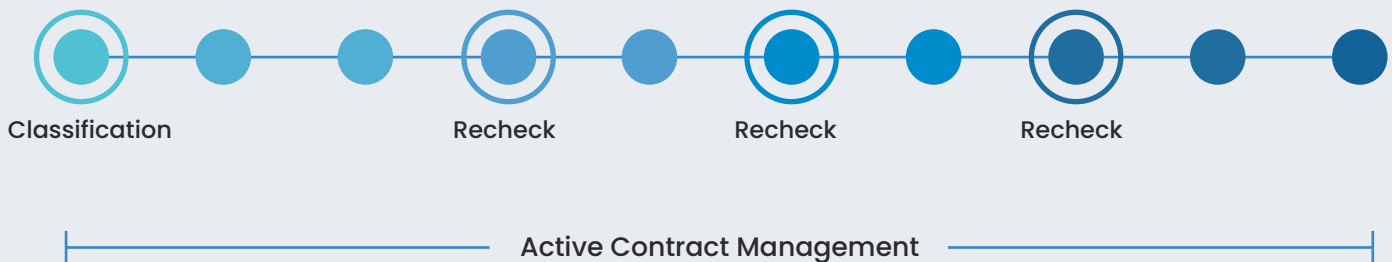 Classification
Recheck
Recheck
Recheck
Active Contract Management